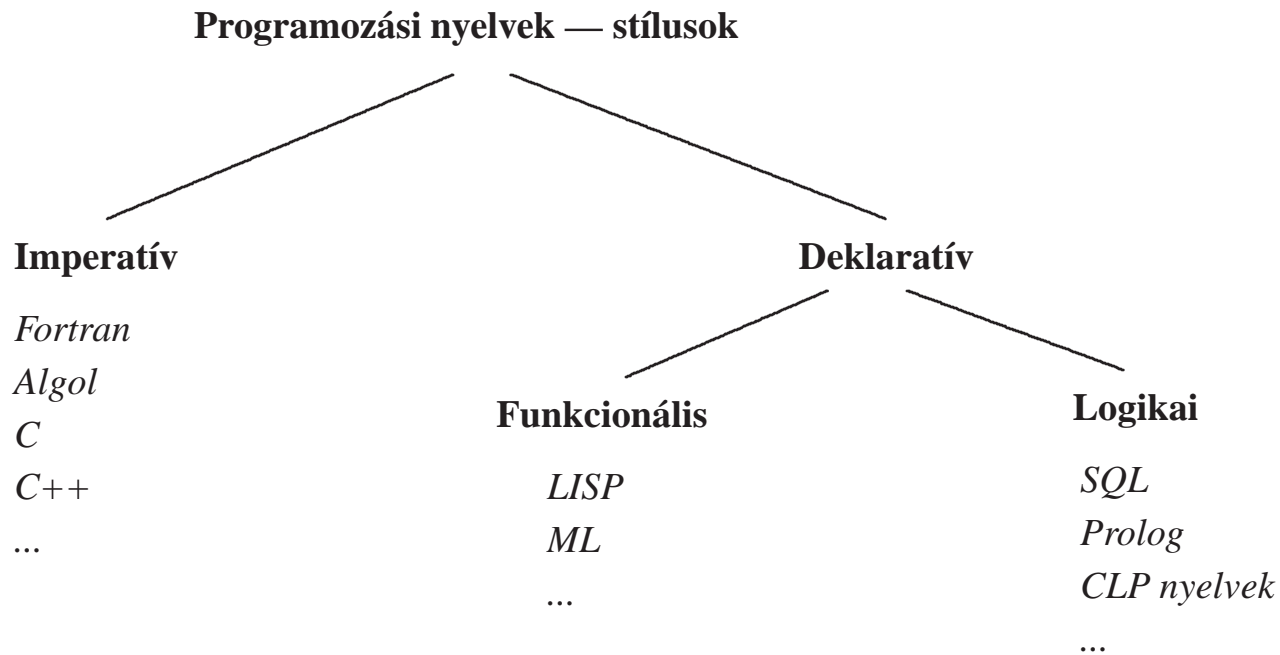 Programozási nyelvek — stílusok
Imperatív
Fortran
Algol
C
C++
...
Deklaratív
Funkcionális
LISP
ML
...
Logikai
SQL
Prolog
CLP nyelvek
...